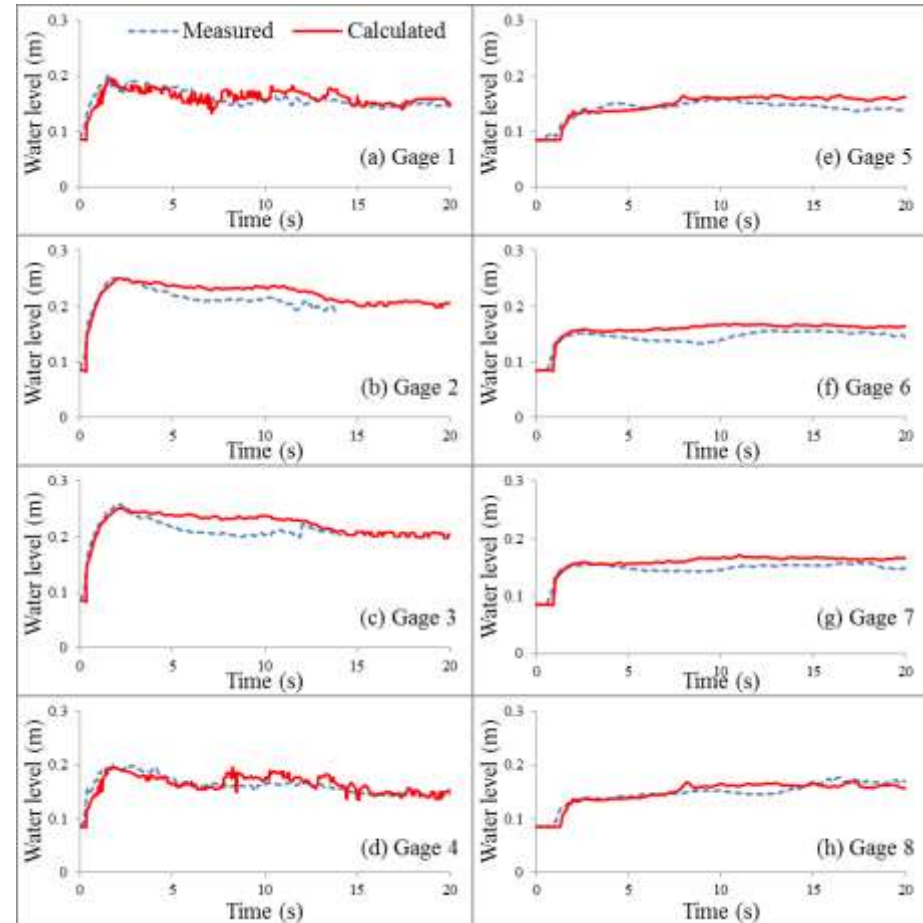 Measured Calculated
0.3
0.2
0.1
0
Water level (m)
0 5 10 15 20
Time (s)
(a) Gage 1
0.3
0.2
0.1
0
Water level (m)
0 5 10 15 20
Time (s)
(e) Gage 5
0.3
0.2
0.1
0
Water level (m)
0 5 10 15 20
Time (s)
(b) Gage 2
0.3
0.2
0.1
0
Water level (m)
0 5 10 15 20
Time (s)
(f) Gage 6
0.3
0.2
0.1
0
Water level (m)
0 5 10 15 20
Time (s)
(c) Gage 3
0.3
0.2
0.1
0
Water level (m)
0 5 10 15 20
Time (s)
(g) Gage 7
0.3
0.2
0.1
0
Water level (m)
0 5 10 15 20
Time (s)
(d) Gage 4
0.3
0.2
0.1
0
Water level (m)
0 5 10 15 20
Time (s)
(h) Gage 8